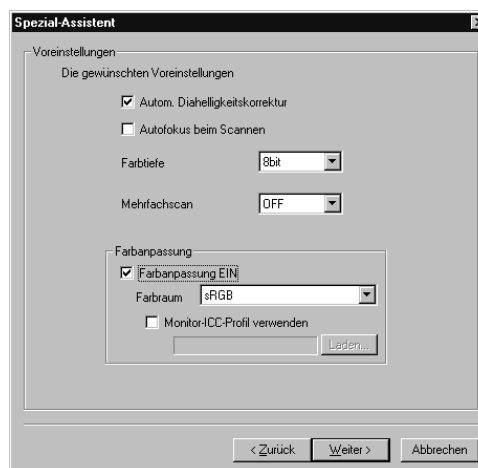 Spezial-Assistent
Voreinstellungen
Die gewünschten Voreinstellungen
Autom. Diahelligkeitskorrektur
Autofokus beim Scannen
Farbtiefe 8bit
Mehrfachscan OFF
Farbanpassung
Farbanpassung EIN
Farbraum sRGB
Monitor-ICC-Profil verwenden
Laden...
< Zurück Weiter > Abbrechen